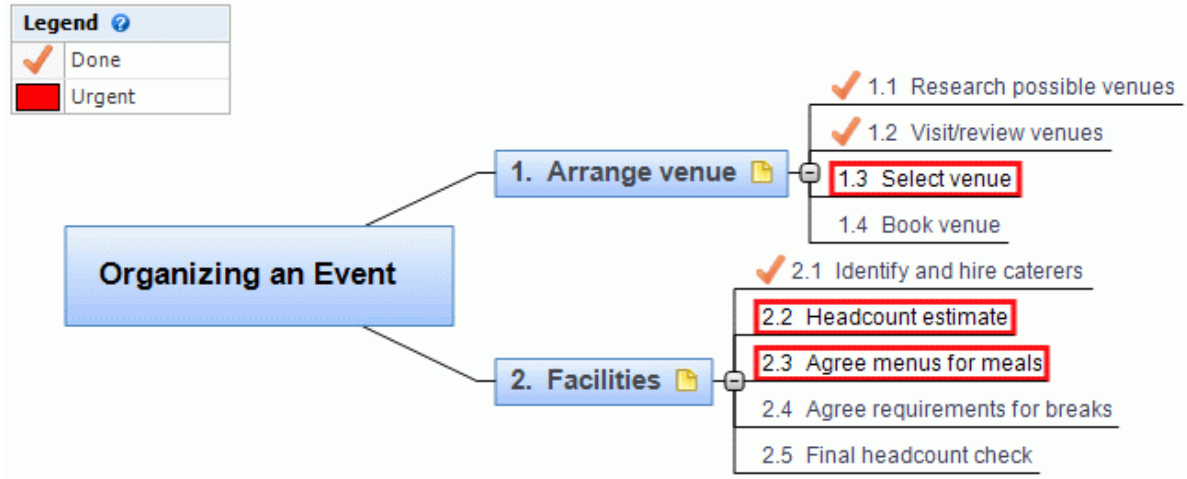 Legend
Done
Urgent
Organizing an Event
1. Arrange venue
1.1 Research possible venues
1.2 Visit/review venues
1.3 Select venue
1.4 Book venue
2. Facilities
2.1 Identify and hire caterers
2.2 Headcount estimate
2.3 Agree menus for meals
2.4 Agree requirements for breaks
2.5 Final headcount check